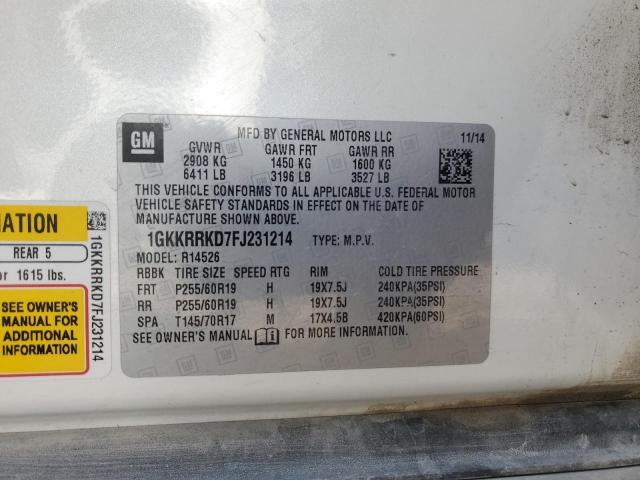 GM
MFD BY GENERAL MOTORS LLC 11/14
GVWR GAWR FRT GAWR RR
2908 KG 1450 KG 1600 KG
6411 LB 3196 LB 3527 LB
THIS VEHICLE CONFORMS TO ALL APPLICABLE U.S. FEDERAL MOTOR
VEHICLE SAFETY STANDARDS IN EFFECT ON THE DATE OF
MANUFACTURE SHOWN ABOVE.
1GKKRRKD7FJ231214 TYPE: M.P.V.
MODEL: R14526
RBBK TIRE SIZE SPEED RTG RIM COLD TIRE PRESSURE
FRT P255/60R19 H 19X7.5J 240KPA(35PSI)
RR P255/60R19 H 19X7.5J 240KPA(35PSI)
SPA T145/70R17 M 17X4.5B 420KPA(60PSI)
SEE OWNER'S MANUAL GM
MATION
REAR 5
or 1615 lbs.
SEE OWNER'S
MANUAL FOR
ADDITIONAL
INFORMATION
1GKKRRKD7FJ231214